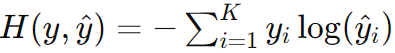 H(y, ŷ) = − ∑_{i=1}^{K} y_i log(ŷ_i)